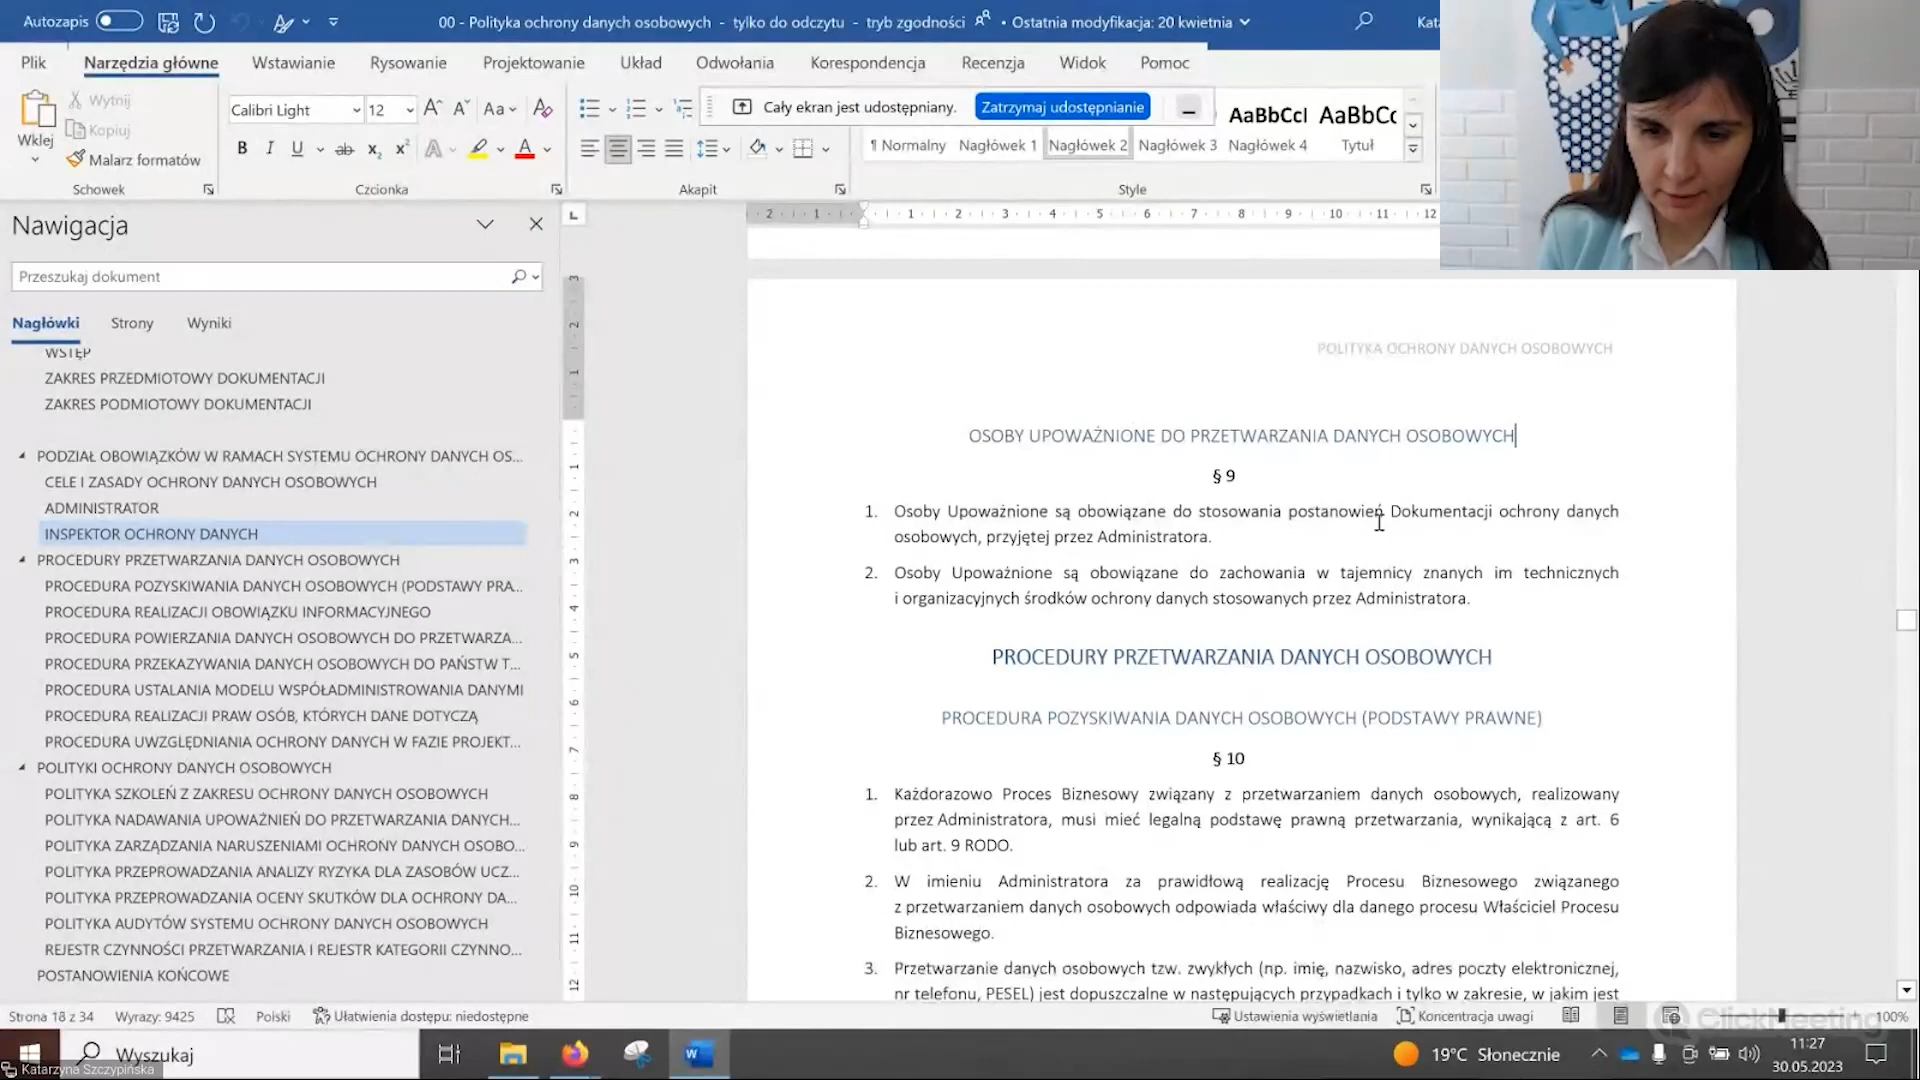 Autozapis
00 - Polityka ochrony danych osobowych - tylko do odczytu - tryb zgodności • Ostatnia modyfikacja: 20 kwietnia
Kata
Plik Narzędzia główne Wstawianie Rysowanie Projektowanie Układ Odwołania Korespondencja Recenzja Widok Pomoc
Wklej
Wytnij
Kopiuj
Malarz formatów
Schowek
Calibri Light 12
Czcionka
Akapit
Cały ekran jest udostępniany. Zatrzymaj udostępnianie
AaBbCcI AaBbCc
¶ Normalny Nagłówek 1 Nagłówek 2 Nagłówek 3 Nagłówek 4 Tytuł
Style
Nawigacja
Przeszukaj dokument
Nagłówki Strony Wyniki
WSTĘP
ZAKRES PRZEDMIOTOWY DOKUMENTACJI
ZAKRES PODMIOTOWY DOKUMENTACJI
PODZIAŁ OBOWIĄZKÓW W RAMACH SYSTEMU OCHRONY DANYCH OS...
CELE I ZASADY OCHRONY DANYCH OSOBOWYCH
ADMINISTRATOR
INSPEKTOR OCHRONY DANYCH
PROCEDURY PRZETWARZANIA DANYCH OSOBOWYCH
PROCEDURA POZYSKIWANIA DANYCH OSOBOWYCH (PODSTAWY PRA...
PROCEDURA REALIZACJI OBOWIĄZKU INFORMACYJNEGO
PROCEDURA POWIERZANIA DANYCH OSOBOWYCH DO PRZETWARZA...
PROCEDURA PRZEKAZYWANIA DANYCH OSOBOWYCH DO PAŃSTW T...
PROCEDURA USTALANIA MODELU WSPÓŁADMINISTROWANIA DANYMI
PROCEDURA REALIZACJI PRAW OSÓB, KTÓRYCH DANE DOTYCZĄ
PROCEDURA UWZGLĘDNIANIA OCHRONY DANYCH W FAZIE PROJEKT...
POLITYKI OCHRONY DANYCH OSOBOWYCH
POLITYKA SZKOLEŃ Z ZAKRESU OCHRONY DANYCH OSOBOWYCH
POLITYKA NADAWANIA UPOWAŻNIEŃ DO PRZETWARZANIA DANYCH...
POLITYKA ZARZĄDZANIA NARUSZENIAMI OCHRONY DANYCH OSOBO...
POLITYKA PRZEPROWADZANIA ANALIZY RYZYKA DLA ZASOBÓW UCZ...
POLITYKA PRZEPROWADZANIA OCENY SKUTKÓW DLA OCHRONY DA...
POLITYKA AUDYTÓW SYSTEMU OCHRONY DANYCH OSOBOWYCH
REJESTR CZYNNOŚCI PRZETWARZANIA I REJESTR KATEGORII CZYNNO...
POSTANOWIENIA KOŃCOWE
POLITYKA OCHRONY DANYCH OSOBOWYCH
OSOBY UPOWAŻNIONE DO PRZETWARZANIA DANYCH OSOBOWYCH
§ 9
1. Osoby Upoważnione są obowiązane do stosowania postanowień Dokumentacji ochrony danych
osobowych, przyjętej przez Administratora.
2. Osoby Upoważnione są obowiązane do zachowania w tajemnicy znanych im technicznych
i organizacyjnych środków ochrony danych stosowanych przez Administratora.
PROCEDURY PRZETWARZANIA DANYCH OSOBOWYCH
PROCEDURA POZYSKIWANIA DANYCH OSOBOWYCH (PODSTAWY PRAWNE)
§ 10
1. Każdorazowo Proces Biznesowy związany z przetwarzaniem danych osobowych, realizowany
przez Administratora, musi mieć legalną podstawę prawną przetwarzania, wynikającą z art. 6
lub art. 9 RODO.
2. W imieniu Administratora za prawidłową realizację Procesu Biznesowego związanego
z przetwarzaniem danych osobowych odpowiada właściwy dla danego procesu Właściciel Procesu
Biznesowego.
3. Przetwarzanie danych osobowych tzw. zwykłych (np. imię, nazwisko, adres poczty elektronicznej,
nr telefonu, PESEL) jest dopuszczalne w następujących przypadkach i tylko w zakresie, w jakim jest
Strona 18 z 34 Wyrazy: 9425 Polski Ułatwienia dostępu: niedostępne Ustawienia wyświetlania Koncentracja uwagi 100%
ClickMeeting
Wyszukaj
Katarzyna Szczypińska
19°C Słonecznie
11:27
30.05.2023